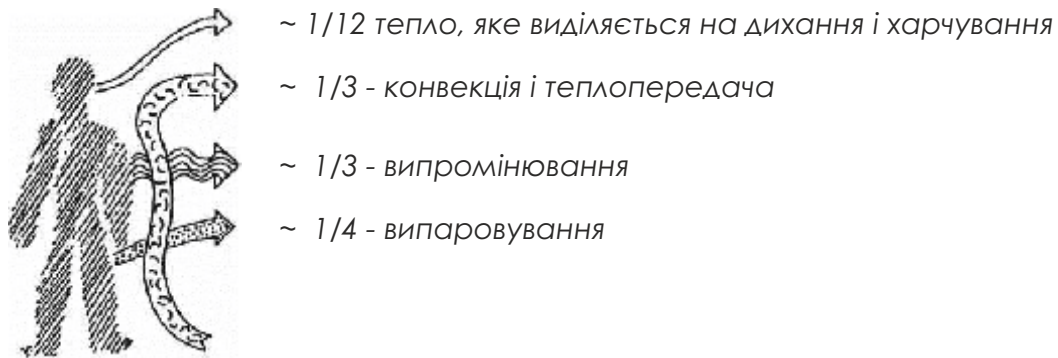 ~ 1/12 тепло, яке виділяється на дихання і харчування
~ 1/3 - конвекція і теплопередача
~ 1/3 - випромінювання
~ 1/4 - випаровування